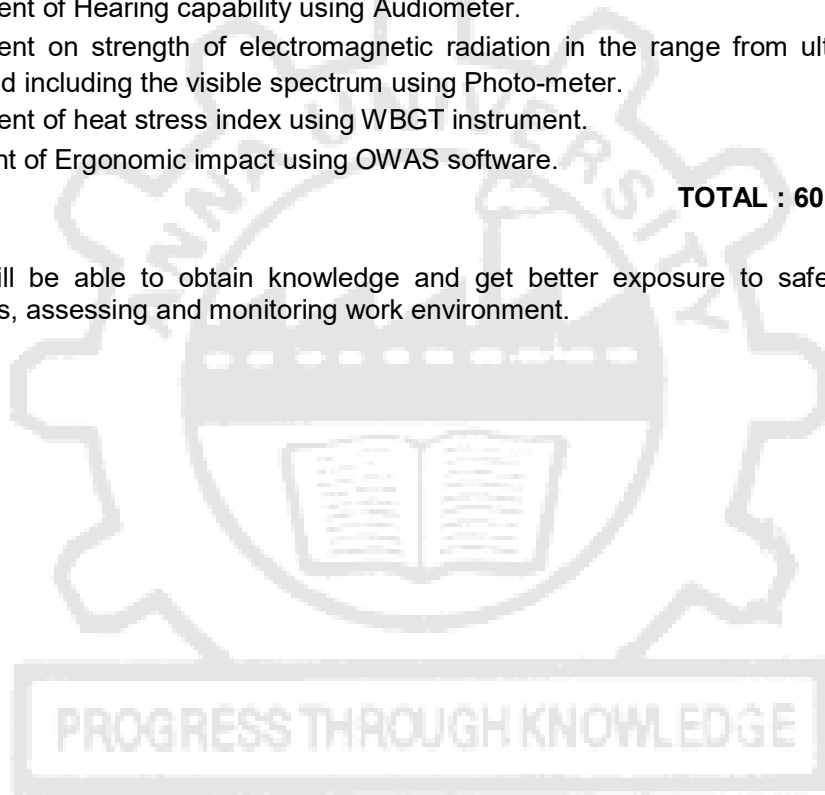 ent of Hearing capability using Audiometer.
ent on strength of electromagnetic radiation in the range from ult
d including the visible spectrum using Photo-meter.
ent of heat stress index using WBGT instrument.
nt of Ergonomic impact using OWAS software.
TOTAL : 60
ill be able to obtain knowledge and get better exposure to safe
s, assessing and monitoring work environment.
ANNA UNIVERSITY
PROGRESS THROUGH KNOWLEDGE